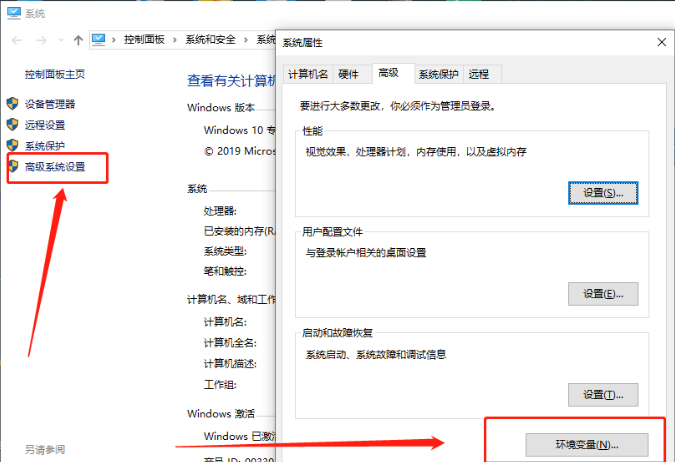 系统
控制面板
系统和安全
系统
控制面板主页
设备管理器
远程设置
系统保护
高级系统设置
另请参阅
查看有关计算机
Windows 版本
Windows 10 专
© 2019 Micros
系统
处理器:
已安装的内存(RA
系统类型:
笔和触控:
计算机名、域和工作
计算机名:
计算机全名:
计算机描述:
工作组:
Windows 激活
Windows 已激活
系统属性
计算机名 硬件 高级 系统保护 远程
要进行大多数更改，你必须作为管理员登录。
性能
视觉效果，处理器计划，内存使用，以及虚拟内存
设置(S)...
用户配置文件
与登录帐户相关的桌面设置
设置(E)...
启动和故障恢复
系统启动、系统故障和调试信息
设置(T)...
环境变量(N)...